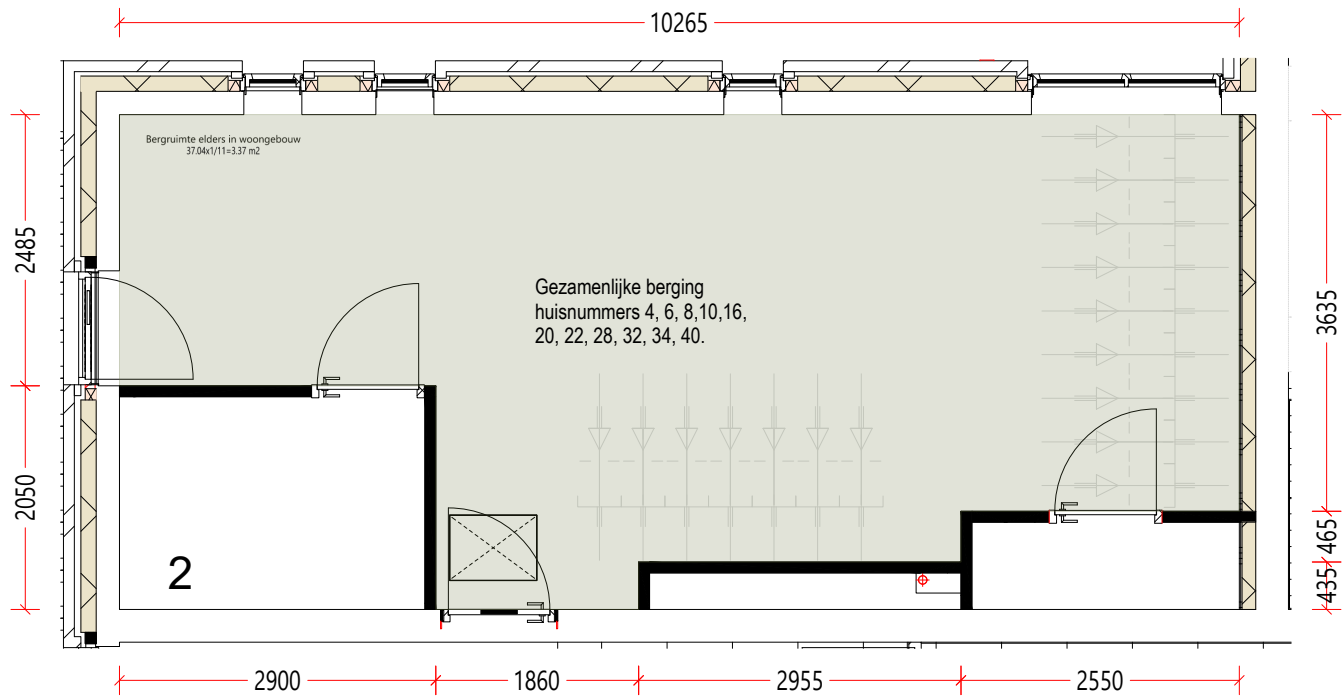 10265
Bergruimte elders in woongebouw
37.04x1/11=3.37 m2
2485
3635
Gezamenlijke berging
huisnummers 4, 6, 8,10,16,
20, 22, 28, 32, 34, 40.
2050
465
435
2
2900
1860
2955
2550